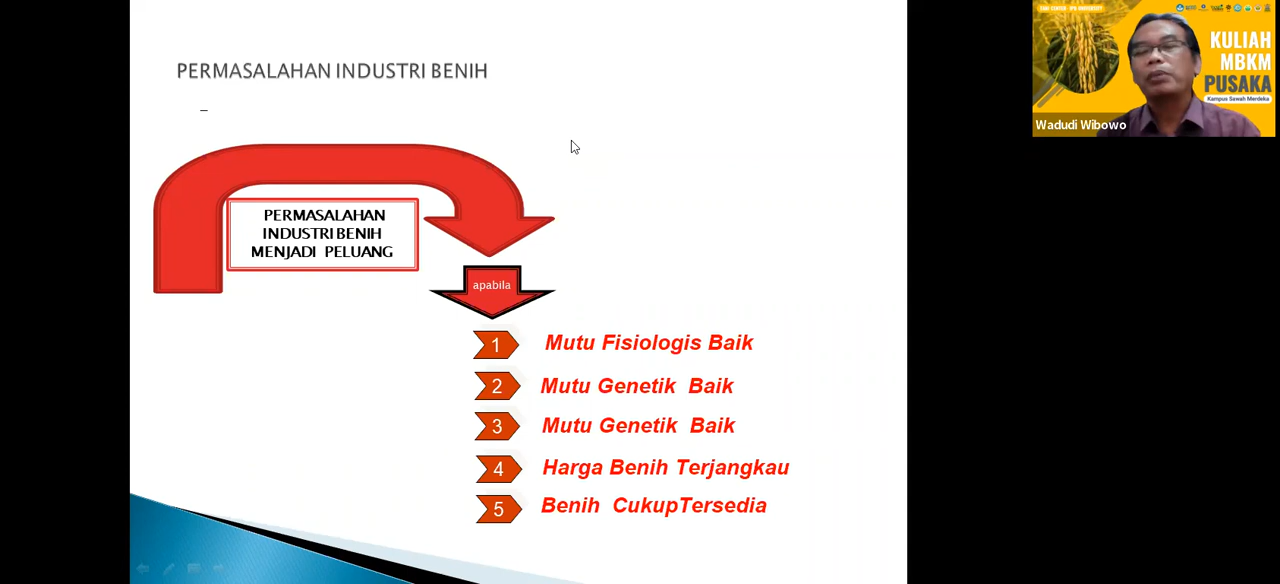 PERMASALAHAN INDUSTRI BENIH
–
PERMASALAHAN
INDUSTRI BENIH
MENJADI PELUANG
apabila
1 Mutu Fisiologis Baik
2 Mutu Genetik Baik
3 Mutu Genetik Baik
4 Harga Benih Terjangkau
5 Benih CukupTersedia
KULIAH
MBKM
PUSAKA
Kampus Sawah Merdeka
Wadudi Wibowo